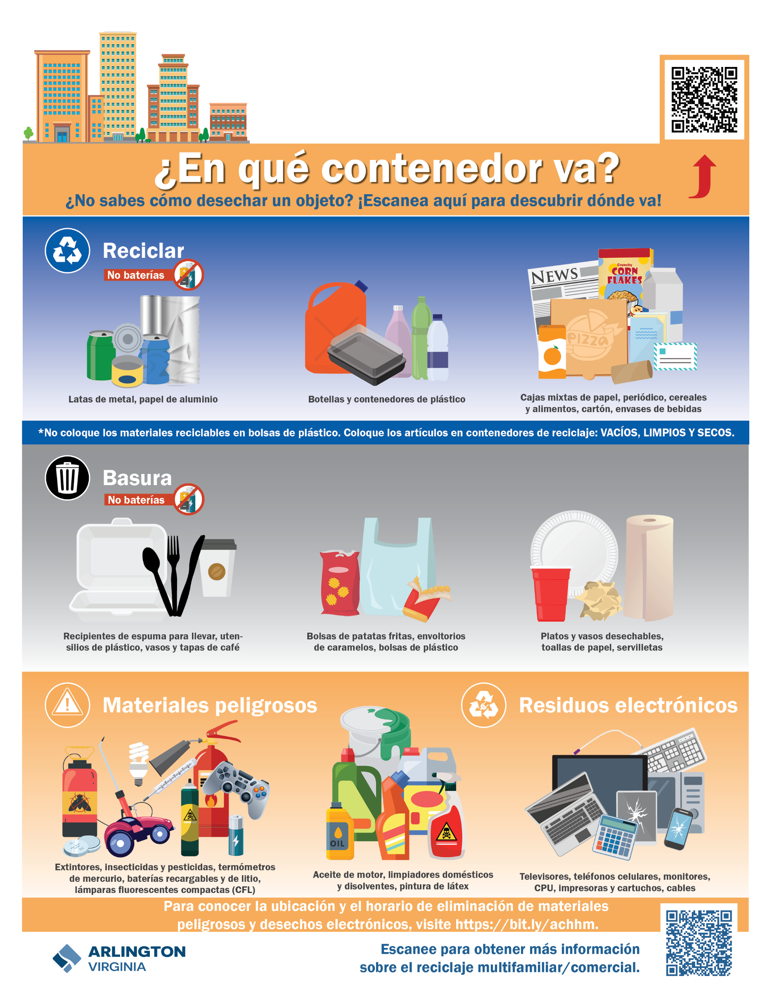 ¿En qué contenedor va?
¿No sabes cómo desechar un objeto? ¡Escanea aquí para descubrir dónde va!
Reciclar
No baterías
NEWS
Crunchy
CORN
FLAKES
PIZZA
Latas de metal, papel de aluminio
Botellas y contenedores de plástico
Cajas mixtas de papel, periódico, cereales
y alimentos, cartón, envases de bebidas
*No coloque los materiales reciclables en bolsas de plástico. Coloque los artículos en contenedores de reciclaje: VACÍOS, LIMPIOS Y SECOS.
Basura
No baterías
Recipientes de espuma para llevar, uten-
silios de plástico, vasos y tapas de café
Bolsas de patatas fritas, envoltorios
de caramelos, bolsas de plástico
Platos y vasos desechables,
toallas de papel, servilletas
Materiales peligrosos
OIL
Extintores, insecticidas y pesticidas, termómetros
de mercurio, baterías recargables y de litio,
lámparas fluorescentes compactas (CFL)
Aceite de motor, limpiadores domésticos
y disolventes, pintura de látex
Residuos electrónicos
Televisores, teléfonos celulares, monitores,
CPU, impresoras y cartuchos, cables
Para conocer la ubicación y el horario de eliminación de materiales
peligrosos y desechos electrónicos, visite https://bit.ly/achhm.
ARLINGTON
VIRGINIA
Escanee para obtener más información
sobre el reciclaje multifamiliar/comercial.